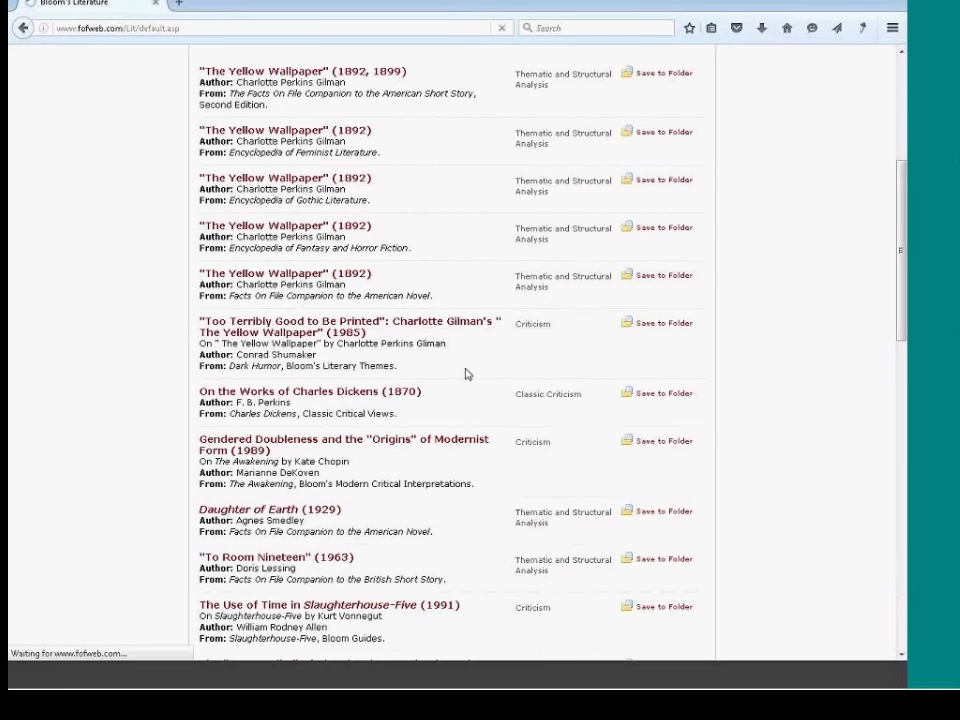 Bloom's Literature
www.fofweb.com/Lit/default.asp
Search
"The Yellow Wallpaper" (1892, 1899)
Author: Charlotte Perkins Gilman
From: The Facts On File Companion to the American Short Story,
Second Edition.
Thematic and Structural
Analysis
Save to Folder
"The Yellow Wallpaper" (1892)
Author: Charlotte Perkins Gilman
From: Encyclopedia of Feminist Literature.
Thematic and Structural
Analysis
Save to Folder
"The Yellow Wallpaper" (1892)
Author: Charlotte Perkins Gilman
From: Encyclopedia of Gothic Literature.
Thematic and Structural
Analysis
Save to Folder
"The Yellow Wallpaper" (1892)
Author: Charlotte Perkins Gilman
From: Encyclopedia of Fantasy and Horror Fiction.
Thematic and Structural
Analysis
Save to Folder
"The Yellow Wallpaper" (1892)
Author: Charlotte Perkins Gilman
From: Facts On File Companion to the American Novel.
Thematic and Structural
Analysis
Save to Folder
"Too Terribly Good to Be Printed": Charlotte Gilman's "
The Yellow Wallpaper" (1985)
On " The Yellow Wallpaper" by Charlotte Perkins Gilman
Author: Conrad Shumaker
From: Dark Humor, Bloom's Literary Themes.
Criticism
Save to Folder
On the Works of Charles Dickens (1870)
Author: F. B. Perkins
From: Charles Dickens, Classic Critical Views.
Classic Criticism
Save to Folder
Gendered Doubleness and the "Origins" of Modernist
Form (1989)
On The Awakening by Kate Chopin
Author: Marianne DeKoven
From: The Awakening, Bloom's Modern Critical Interpretations.
Criticism
Save to Folder
Daughter of Earth (1929)
Author: Agnes Smedley
From: Facts On File Companion to the American Novel.
Thematic and Structural
Analysis
Save to Folder
"To Room Nineteen" (1963)
Author: Doris Lessing
From: Facts On File Companion to the British Short Story.
Thematic and Structural
Analysis
Save to Folder
The Use of Time in Slaughterhouse-Five (1991)
On Slaughterhouse-Five by Kurt Vonnegut
Author: William Rodney Allen
From: Slaughterhouse-Five, Bloom Guides.
Criticism
Save to Folder
Waiting for www.fofweb.com...